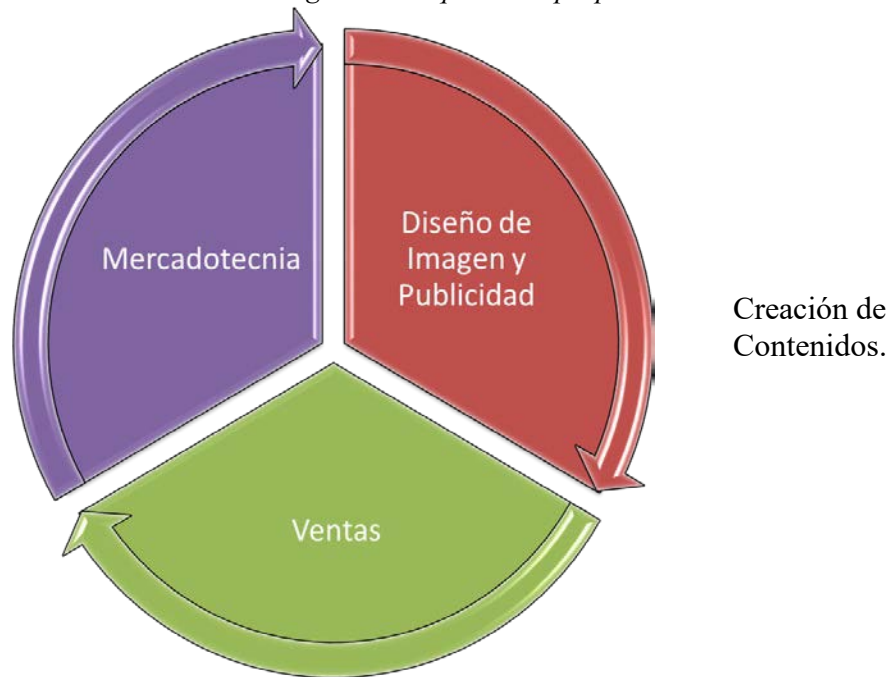 Diseño de
Imagen y
Publicidad
Mercadotecnia
Ventas
Creación de
Contenidos.